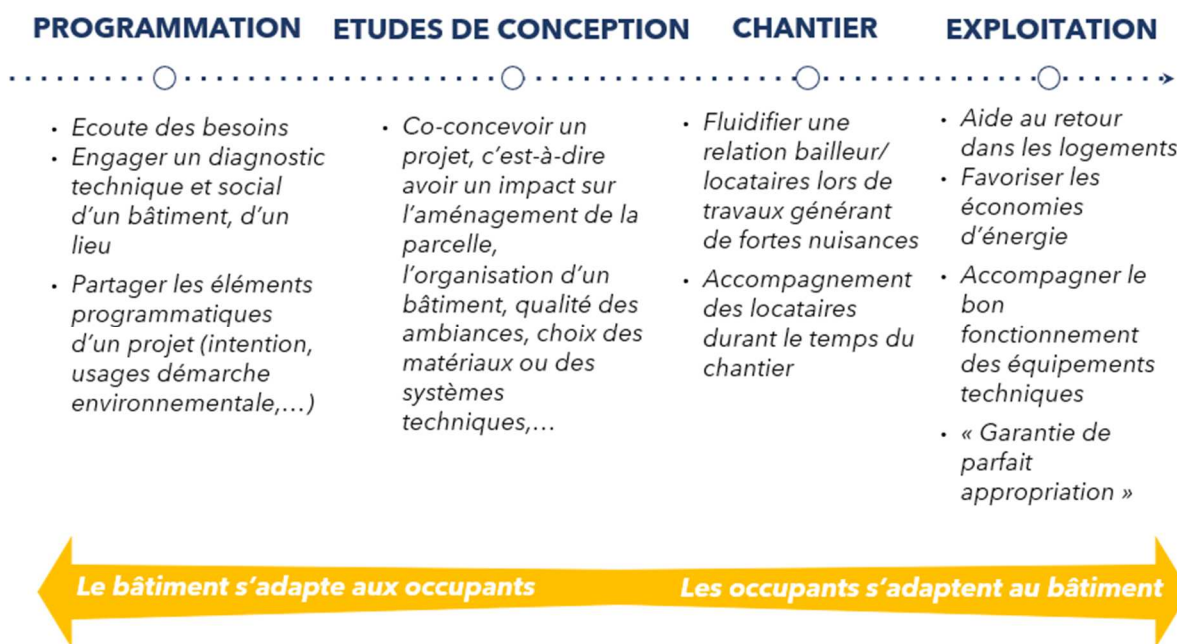 PROGRAMMATION
ETUDES DE CONCEPTION
CHANTIER
EXPLOITATION
• Ecoute des besoins
• Engager un diagnostic
technique et social
d’un bâtiment, d’un
lieu
• Partager les éléments
programmatiques
d’un projet (intention,
usages démarche
environnementale,…)
• Co-concevoir un
projet, c’est-à-dire
avoir un impact sur
l’aménagement de la
parcelle,
l’organisation d’un
bâtiment, qualité des
ambiances, choix des
matériaux ou des
systèmes
techniques,…
• Fluidifier une
relation bailleur/
locataires lors de
travaux générant
de fortes nuisances
• Accompagnement
des locataires
durant le temps du
chantier
• Aide au retour
dans les logements
• Favoriser les
économies
d’énergie
• Accompagner le
bon
fonctionnement
des équipements
techniques
• « Garantie de
parfait
appropriation »
Le bâtiment s’adapte aux occupants
Les occupants s’adaptent au bâtiment